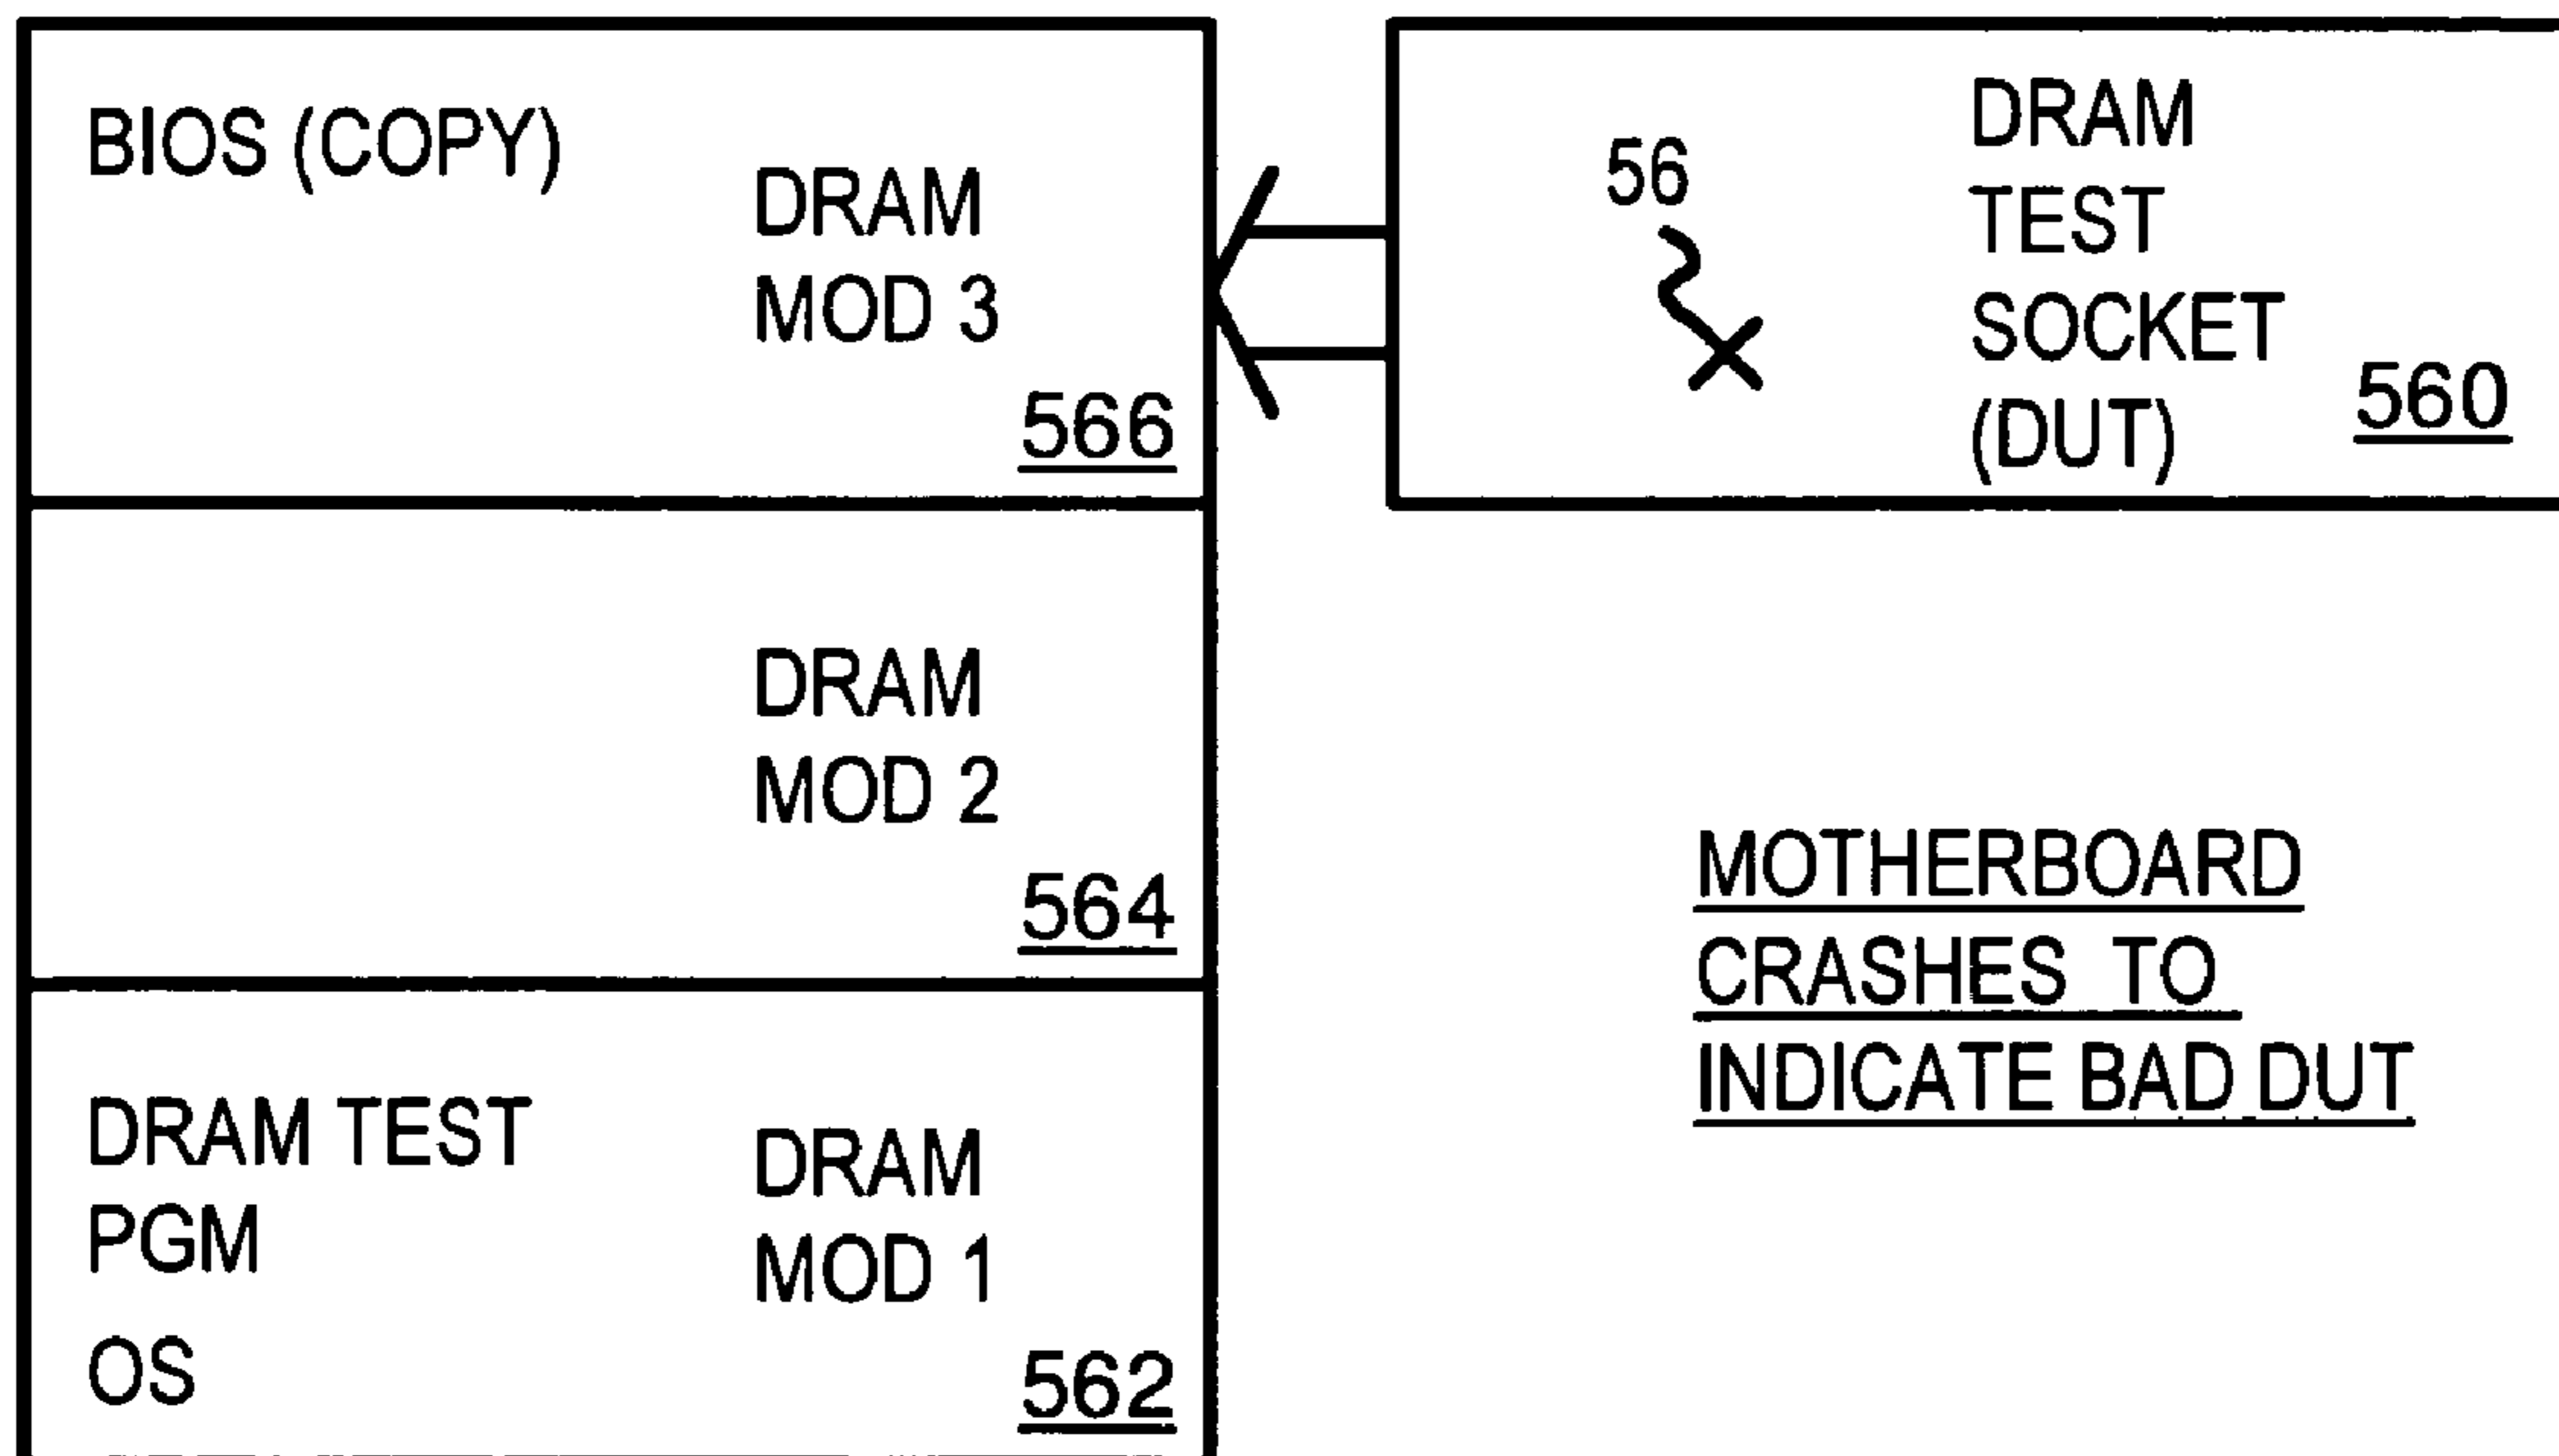 BIOS (COPY)
DRAM
MOD 3
566
56
DRAM
TEST
SOCKET
(DUT)
560
DRAM
MOD 2
564
MOTHERBOARD
CRASHES TO
INDICATE BAD DUT
DRAM TEST
PGM
OS
DRAM
MOD 1
562